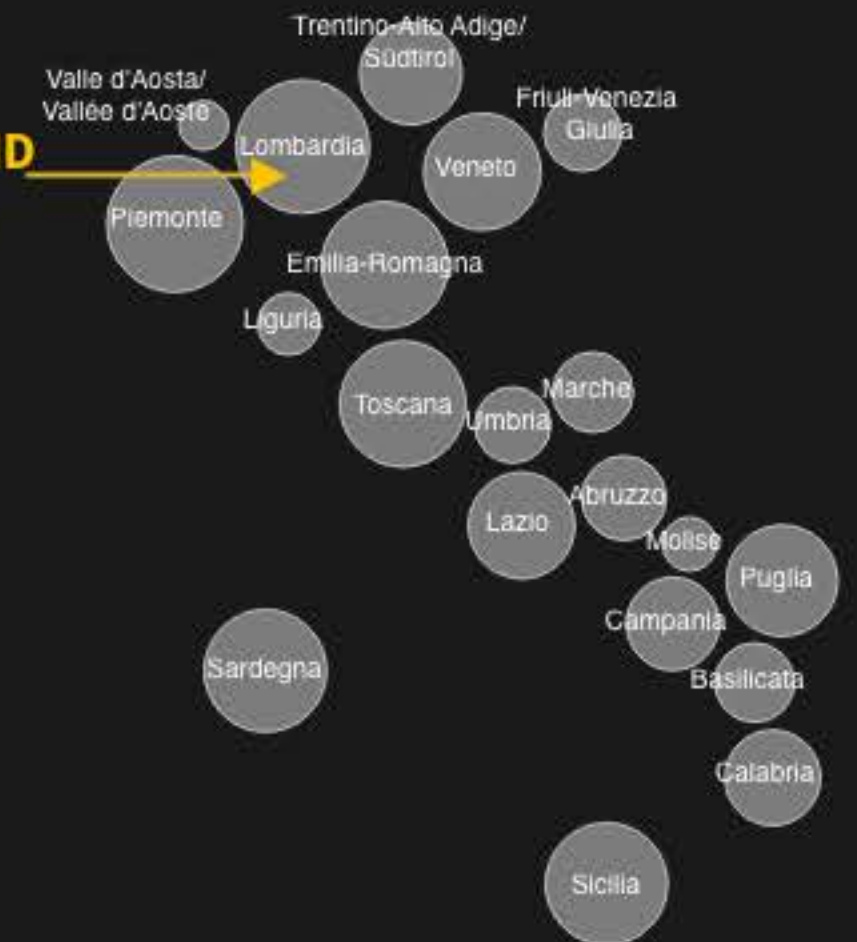 Trentino-Alto Adige/
Südtirol
Valle d'Aosta/
Vallée d'Aoste
Friuli-Venezia
Giulia
D
Lombardia
Veneto
Piemonte
Emilia-Romagna
Liguria
Toscana
Marche
Umbria
Lazio
Abruzzo
Molise
Puglia
Campania
Sardegna
Basilicata
Calabria
Sicilia